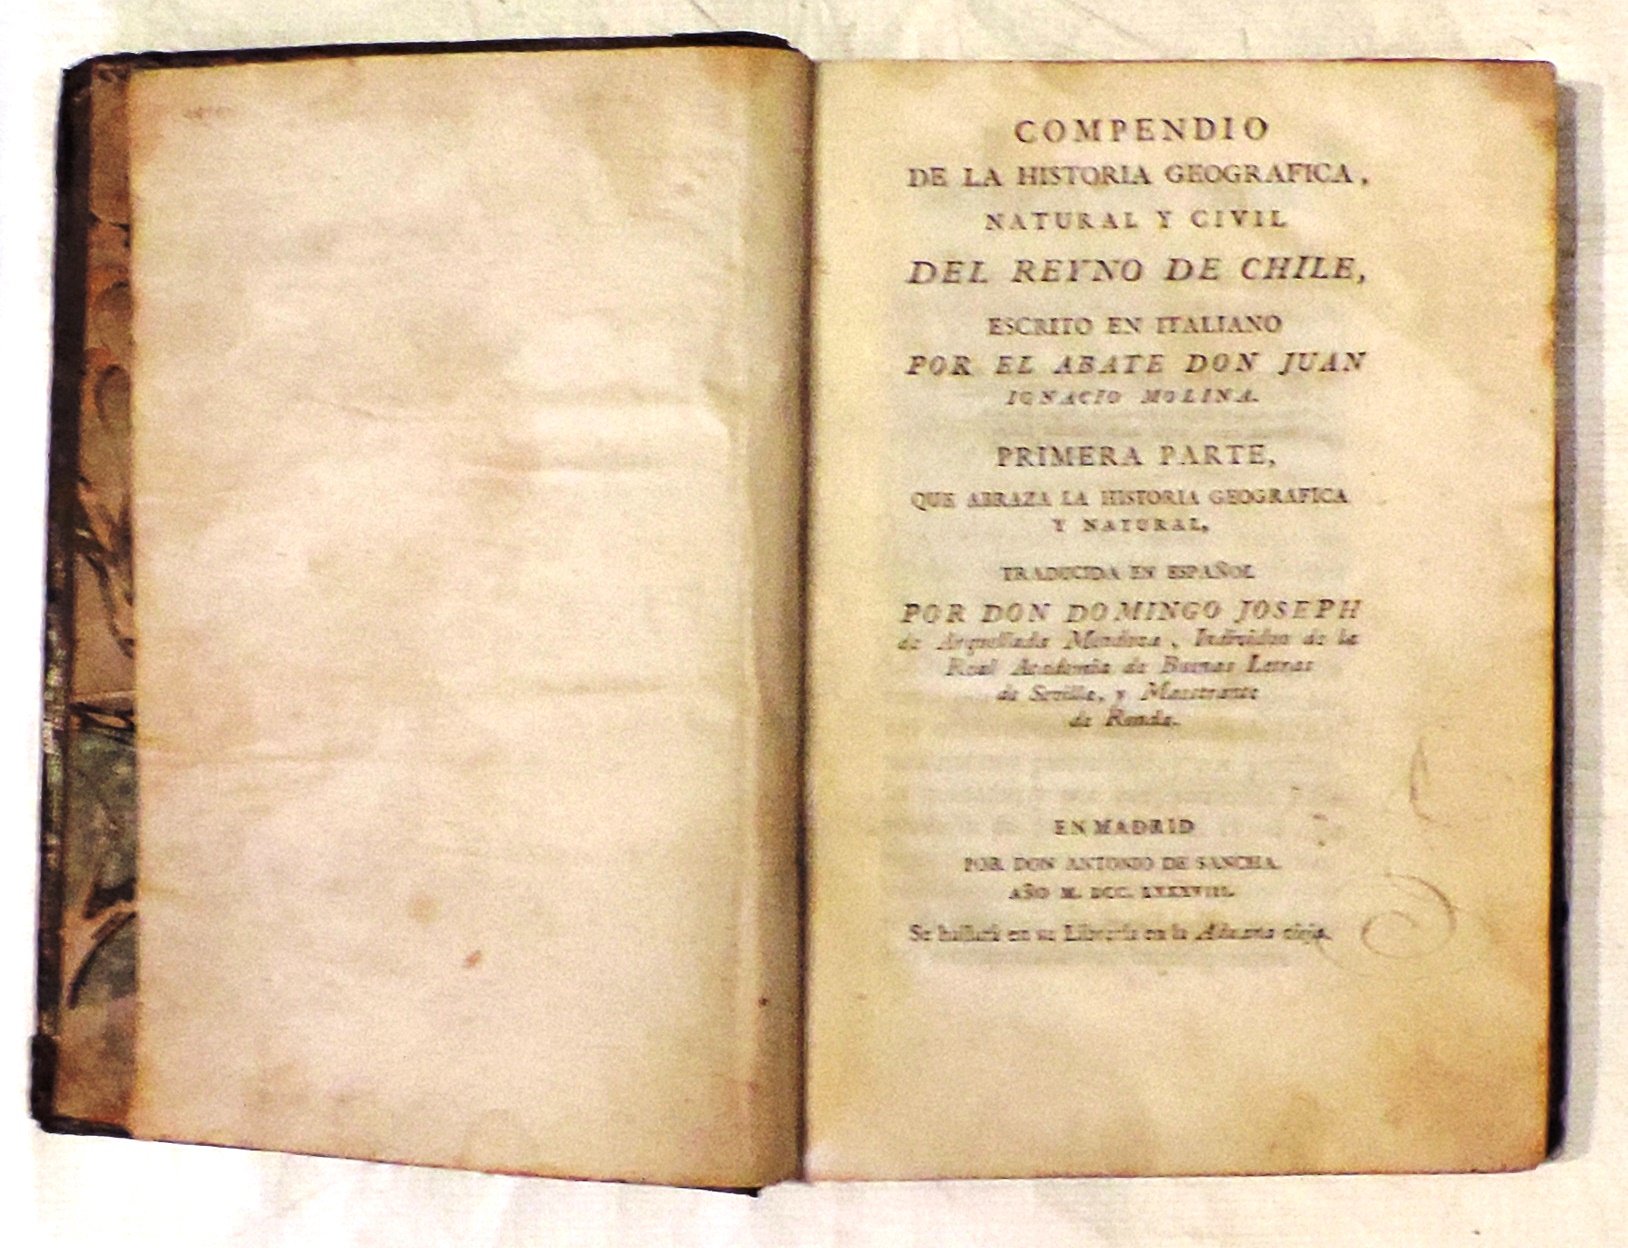 COMPENDIO
DE LA HISTORIA GEOGRAFICA,
NATURAL Y CIVIL
DEL REYNO DE CHILE,
ESCRITO EN ITALIANO
POR EL ABATE DON JUAN
IGNACIO MOLINA.
PRIMERA PARTE,
QUE ABRAZA LA HISTORIA GEOGRAFICA
Y NATURAL,
TRADUCIDA EN ESPAÑOL
POR DON DOMINGO JOSEPH
de Arquellada Mendoza, Individuo de la
Real Academia de Buenas Letras
de Sevilla, y Maestrante
de Ronda.
EN MADRID
POR DON ANTONIO DE SANCHA.
AÑO M. DCC. LXXXVIII.
Se hallará en su Librería en la Aduana vieja.